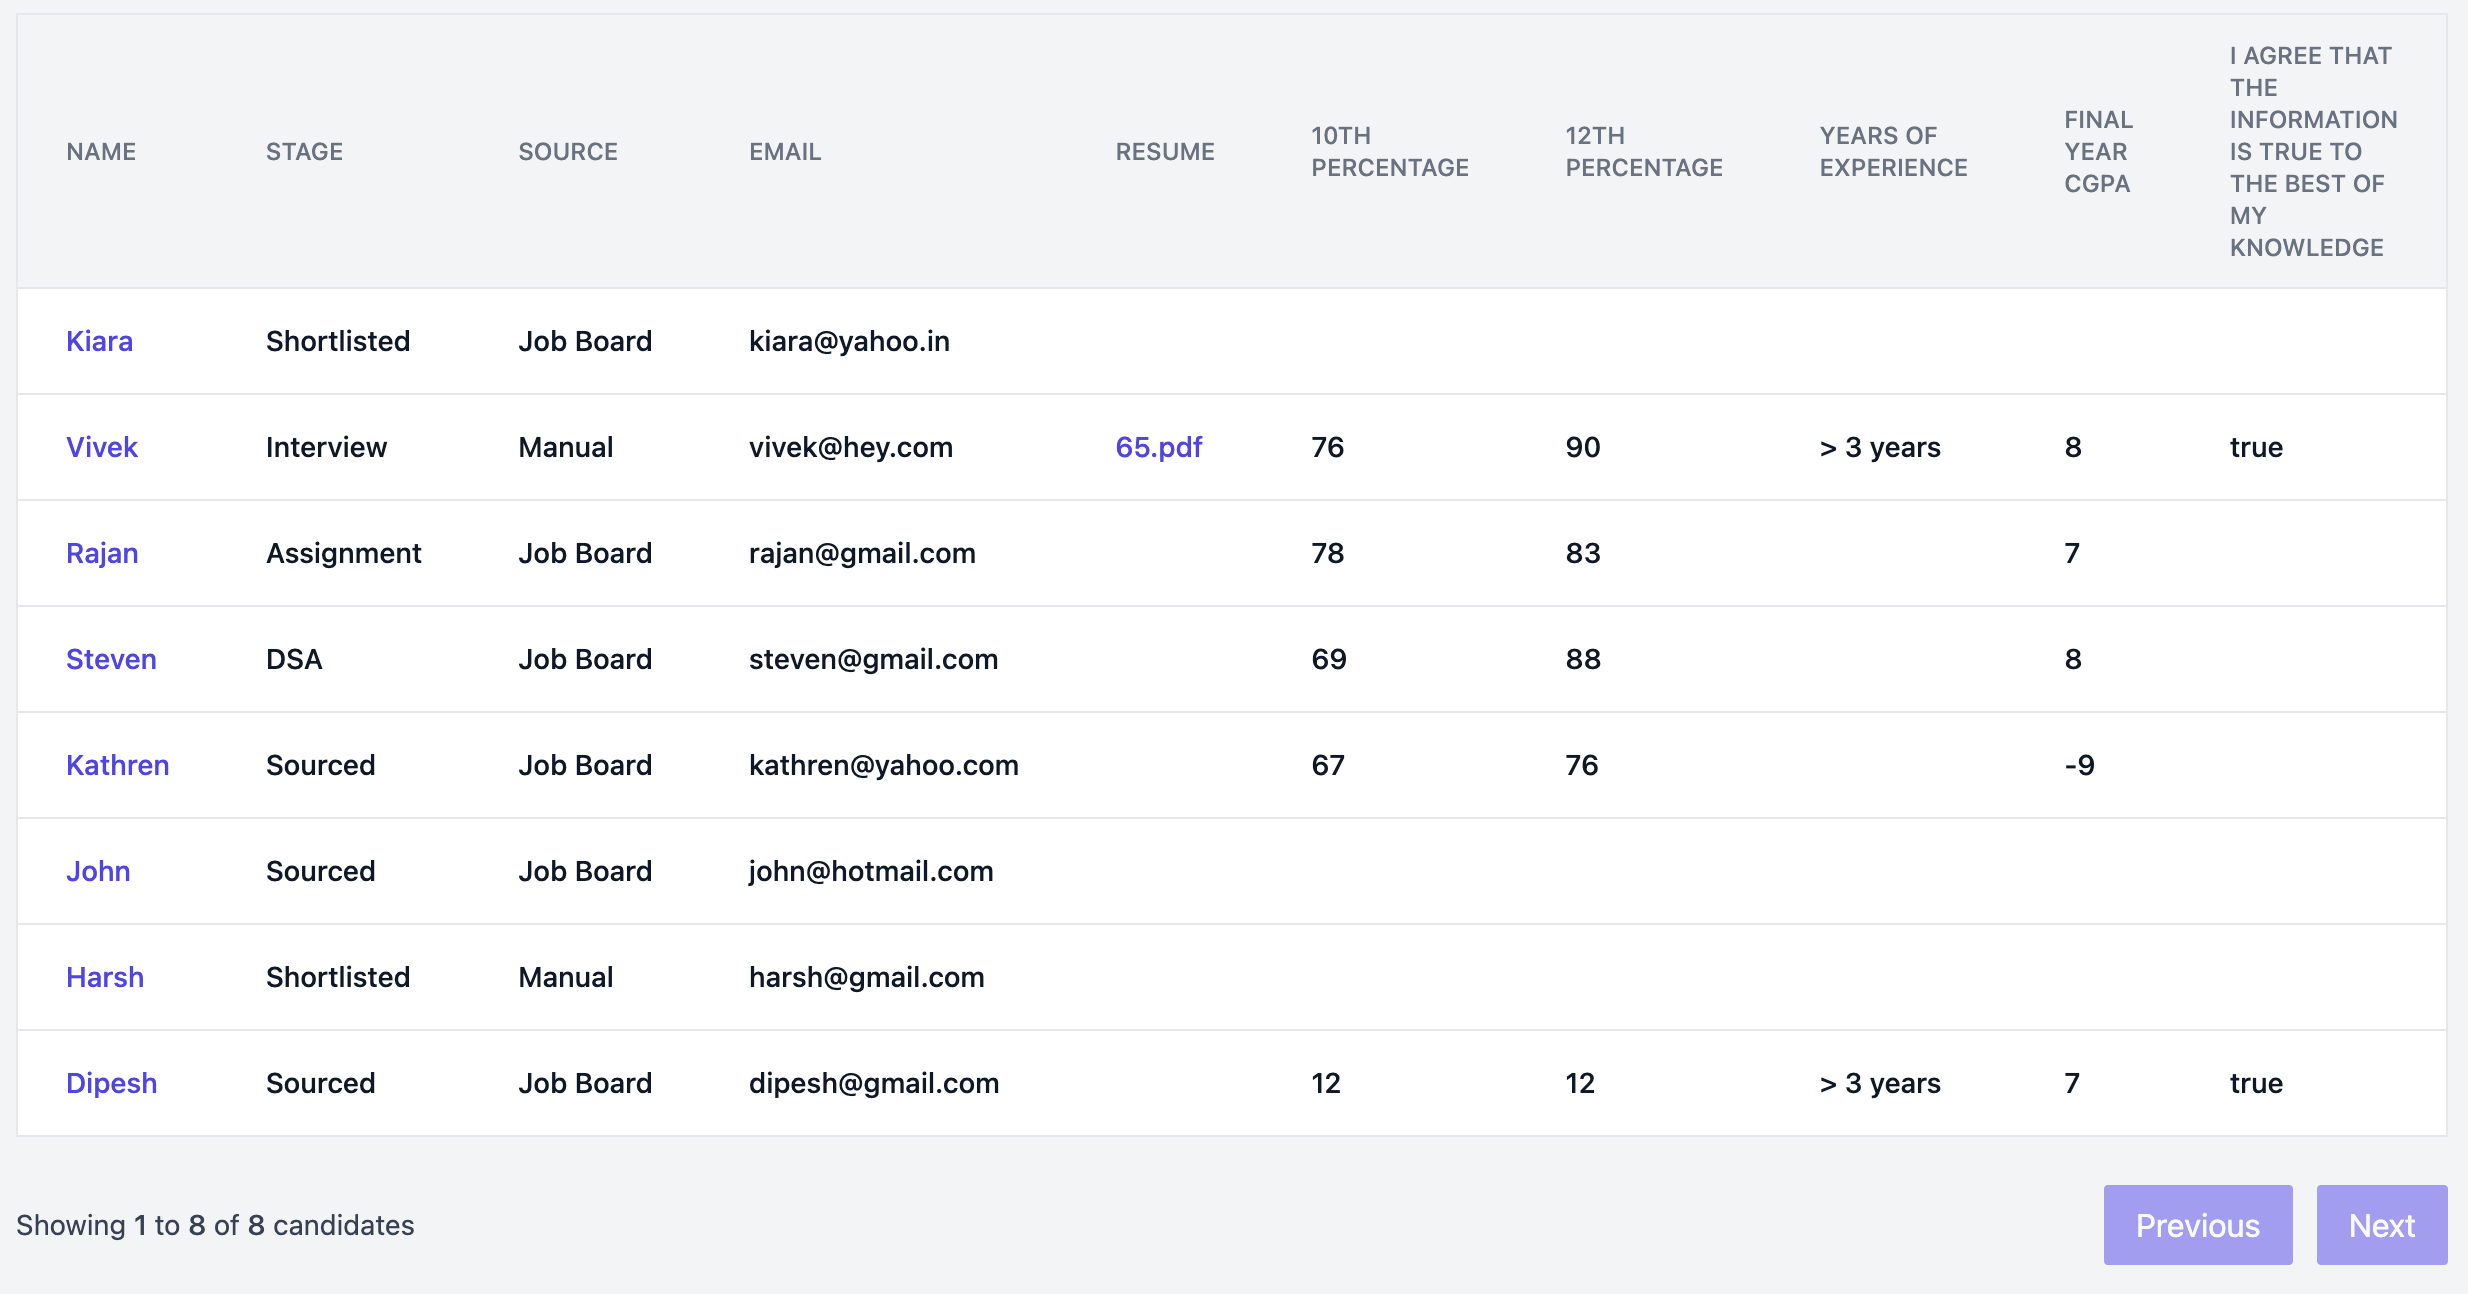 NAME STAGE SOURCE EMAIL RESUME 10TH PERCENTAGE 12TH PERCENTAGE YEARS OF EXPERIENCE FINAL YEAR CGPA I AGREE THAT THE INFORMATION IS TRUE TO THE BEST OF MY KNOWLEDGE
Kiara Shortlisted Job Board kiara@yahoo.in
Vivek Interview Manual vivek@hey.com 65.pdf 76 90 > 3 years 8 true
Rajan Assignment Job Board rajan@gmail.com 78 83 7
Steven DSA Job Board steven@gmail.com 69 88 8
Kathren Sourced Job Board kathren@yahoo.com 67 76 -9
John Sourced Job Board john@hotmail.com
Harsh Shortlisted Manual harsh@gmail.com
Dipesh Sourced Job Board dipesh@gmail.com 12 12 > 3 years 7 true
Showing 1 to 8 of 8 candidates Previous Next